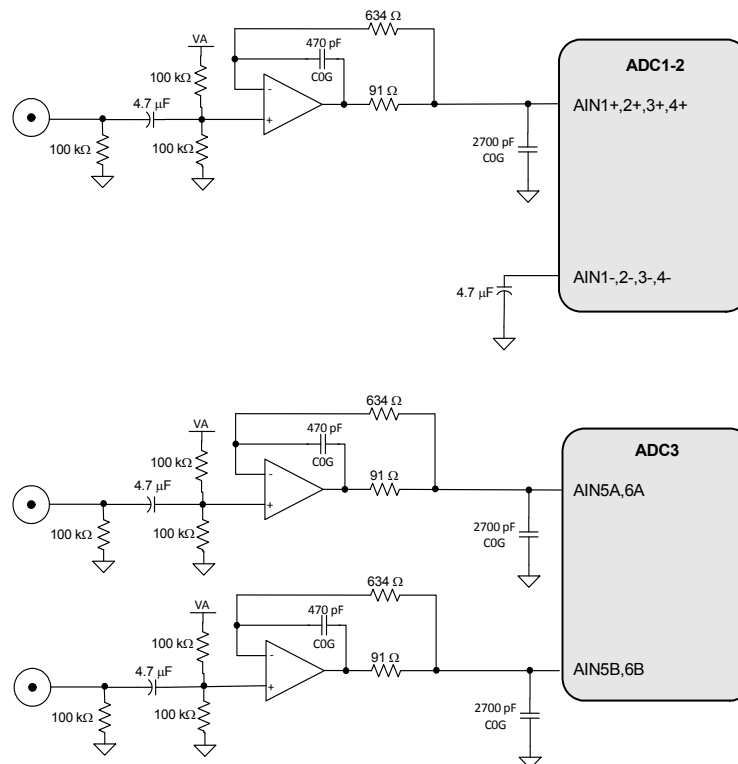 634 Ω
470 pF
C0G
VA
100 kΩ
4.7 µF
91 Ω
100 kΩ
100 kΩ
-
+
2700 pF
C0G
ADC1-2
AIN1+,2+,3+,4+
4.7 µF
AIN1-,2-,3-,4-
634 Ω
470 pF
C0G
VA
100 kΩ
4.7 µF
91 Ω
100 kΩ
100 kΩ
-
+
2700 pF
C0G
ADC3
AIN5A,6A
634 Ω
470 pF
C0G
VA
100 kΩ
4.7 µF
91 Ω
100 kΩ
100 kΩ
-
+
2700 pF
C0G
AIN5B,6B